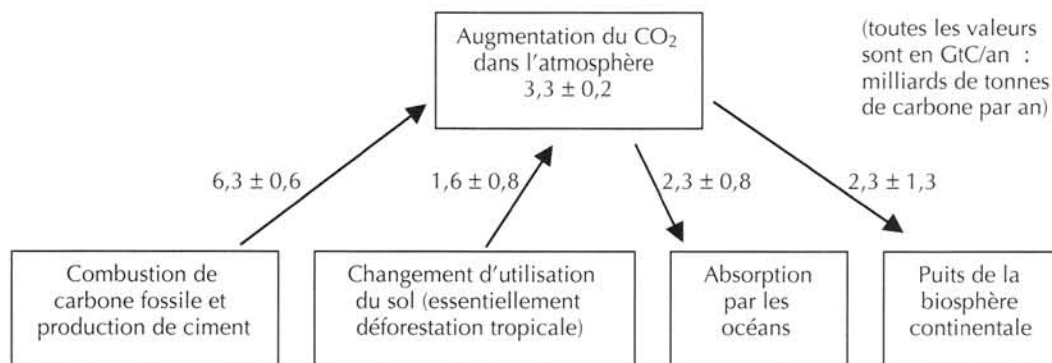 Augmentation du CO₂
dans l'atmosphère
3,3 ± 0,2
(toutes les valeurs
sont en GtC/an :
milliards de tonnes
de carbone par an)
6,3 ± 0,6
1,6 ± 0,8
2,3 ± 0,8
2,3 ± 1,3
Combustion de
carbone fossile et
production de ciment
Changement d'utilisation
du sol (essentiellement
déforestation tropicale)
Absorption
par les
océans
Puits de la
biosphère
continentale